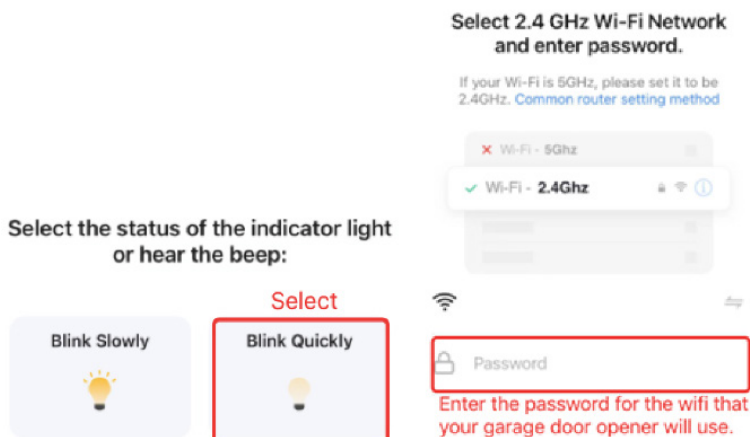 Select the status of the indicator light
or hear the beep:
Select
Blink Slowly
Blink Quickly
Select 2.4 GHz Wi-Fi Network
and enter password.
If your Wi-Fi is 5GHz, please set it to be
2.4GHz. Common router setting method
Wi-Fi - 5Ghz
Wi-Fi - 2.4Ghz
Password
Enter the password for the wifi that
your garage door opener will use.